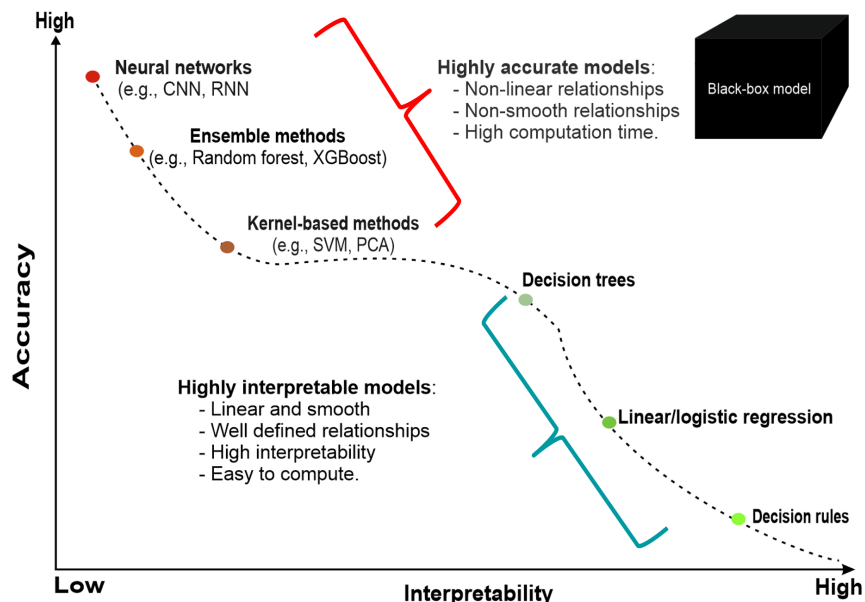 High
Neural networks
(e.g., CNN, RNN
Highly accurate models:
- Non-linear relationships
- Non-smooth relationships
- High computation time.
Black-box model
Ensemble methods
(e.g., Random forest, XGBoost)
Kernel-based methods
(e.g., SVM, PCA)
Decision trees
Accuracy
Highly interpretable models:
- Linear and smooth
- Well defined relationships
- High interpretability
- Easy to compute.
Linear/logistic regression
Decision rules
Low
Interpretability
High